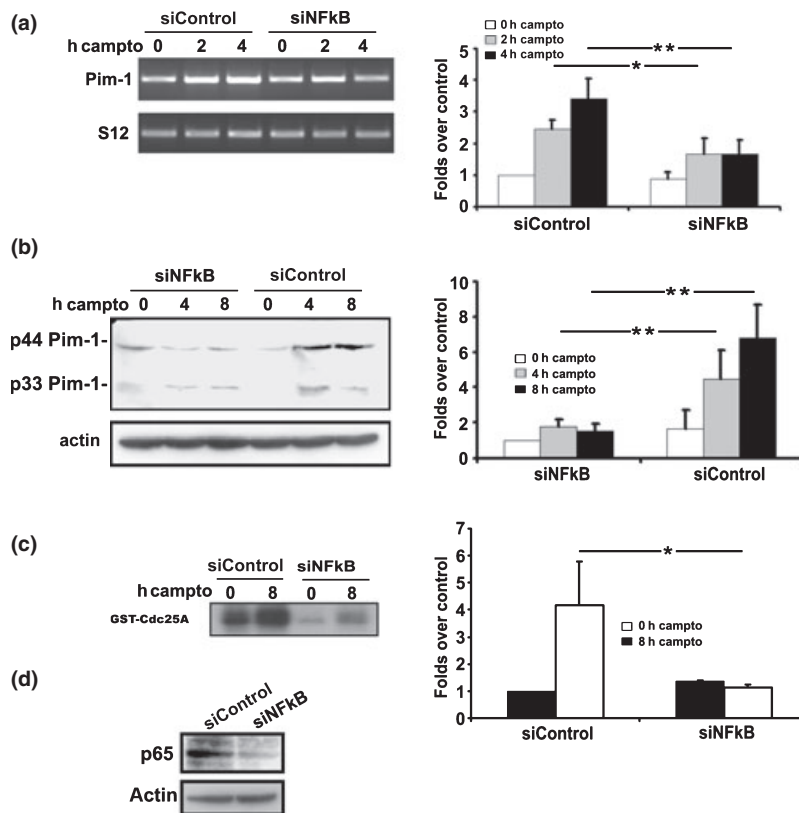 (a)
siControl siNFkB
h campto 0 2 4 0 2 4
Pim-1
S12
Folds over control
5
4
3
2
1
0
0 h campto
2 h campto
4 h campto
**
*
siControl siNFkB
(b)
siNFkB siControl
h campto 0 4 8 0 4 8
p44 Pim-1-
p33 Pim-1-
actin
Folds over control
10
8
6
4
2
0
0 h campto
4 h campto
8 h campto
**
**
siNFkB siControl
(c)
siControl siNFkB
h campto 0 8 0 8
GST-Cdc25A
Folds over control
7
6
5
4
3
2
1
0
*
0 h campto
8 h campto
siControl siNFkB
(d)
siControl siNFkB
p65
Actin